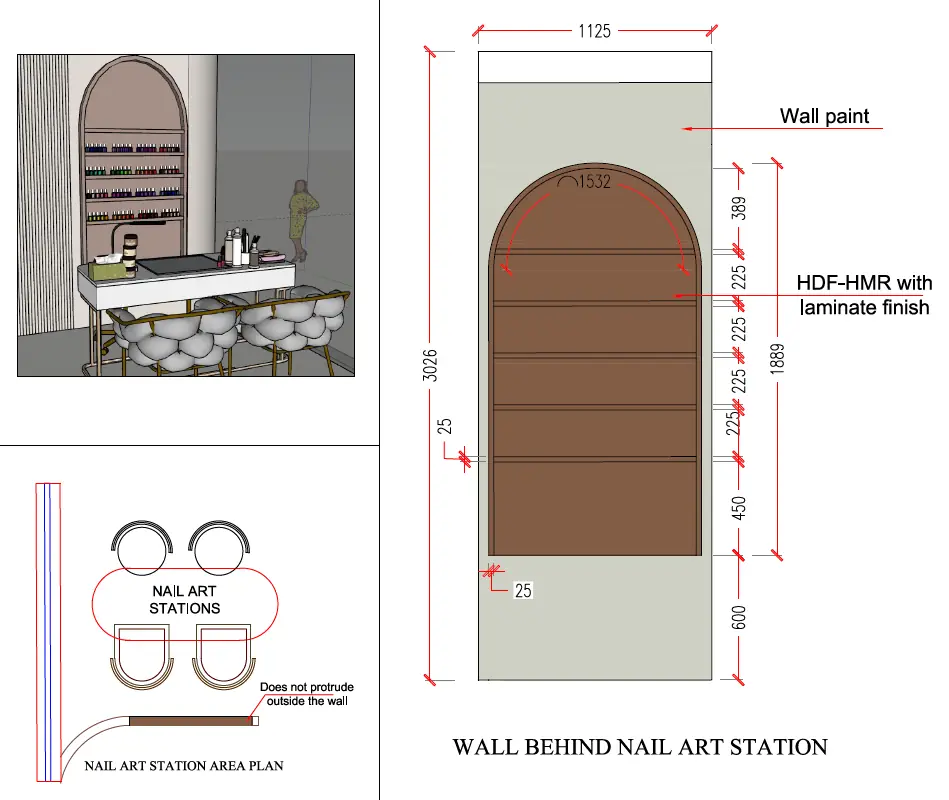 1125
Wall paint
1532
389
225
HDF-HMR with
laminate finish
225
1889
3026
225
225
25
450
25
600
WALL BEHIND NAIL ART STATION
NAIL ART
STATIONS
Does not protrude
outside the wall
NAIL ART STATION AREA PLAN